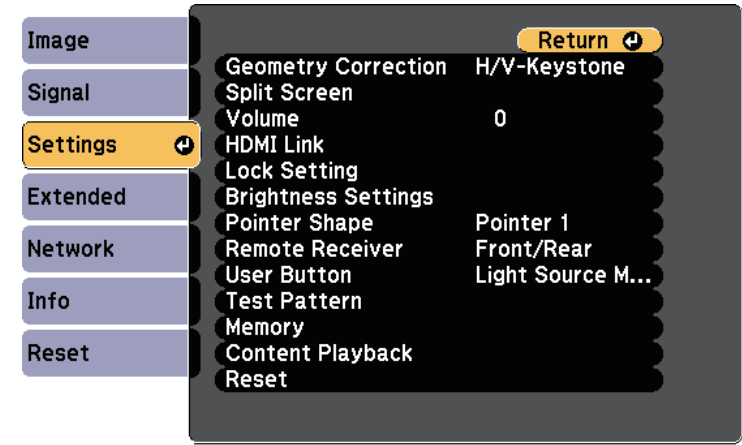 Image
Signal
Settings
Extended
Network
Info
Reset
Return
Geometry Correction H/V-Keystone
Split Screen
Volume 0
HDMI Link
Lock Setting
Brightness Settings
Pointer Shape Pointer 1
Remote Receiver Front/Rear
User Button Light Source M...
Test Pattern
Memory
Content Playback
Reset